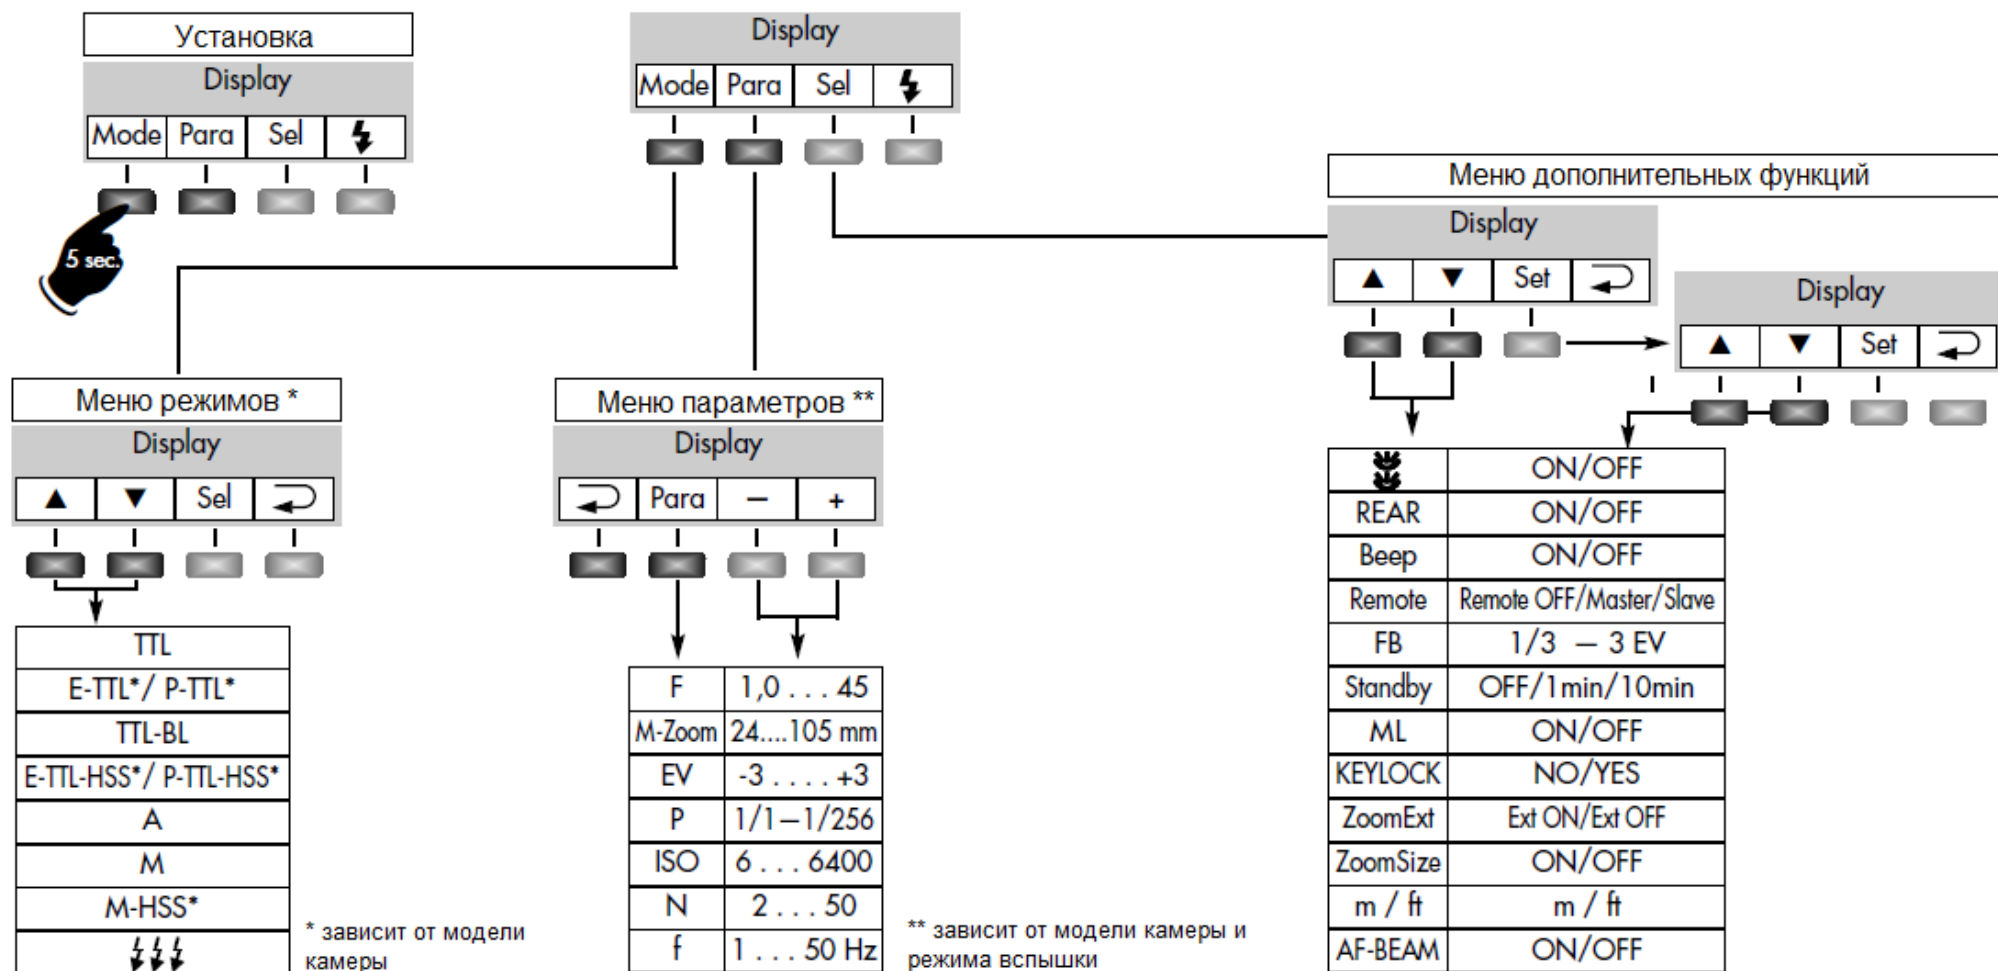 Установка
Display
Mode Para Sel
5 sec.
Display
Mode Para Sel
Меню дополнительных функций
Display
▲ ▼ Set
Display
▲ ▼ Set
Меню режимов *
Display
▲ ▼ Sel
TTL
E-TTL*/ P-TTL*
TTL-BL
E-TTL-HSS*/ P-TTL-HSS*
A
M
M-HSS*
* зависит от модели
камеры
Меню параметров **
Display
Para — +
F 1,0 . . . 45
M-Zoom 24....105 mm
EV -3 . . . . +3
P 1/1—1/256
ISO 6 . . . 6400
N 2 . . . 50
f 1 . . . 50 Hz
** зависит от модели камеры и
режима вспышки
ON/OFF
REAR ON/OFF
Beep ON/OFF
Remote Remote OFF/Master/Slave
FB 1/3 — 3 EV
Standby OFF/1min/10min
ML ON/OFF
KEYLOCK NO/YES
ZoomExt Ext ON/Ext OFF
ZoomSize ON/OFF
m / ft m / ft
AF-BEAM ON/OFF